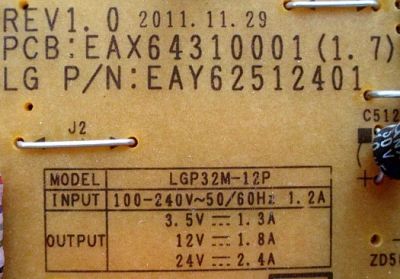 REV1.0 2011.11.29
PCB:EAX64310001(1.7)
LG P/N:EAY62512401
J2
C512
MODEL LGP32M-12P
INPUT 100-240V~50/60Hz 1.2A
OUTPUT
3.5V⎓1.3A
12V⎓1.8A
24V⎓2.4A